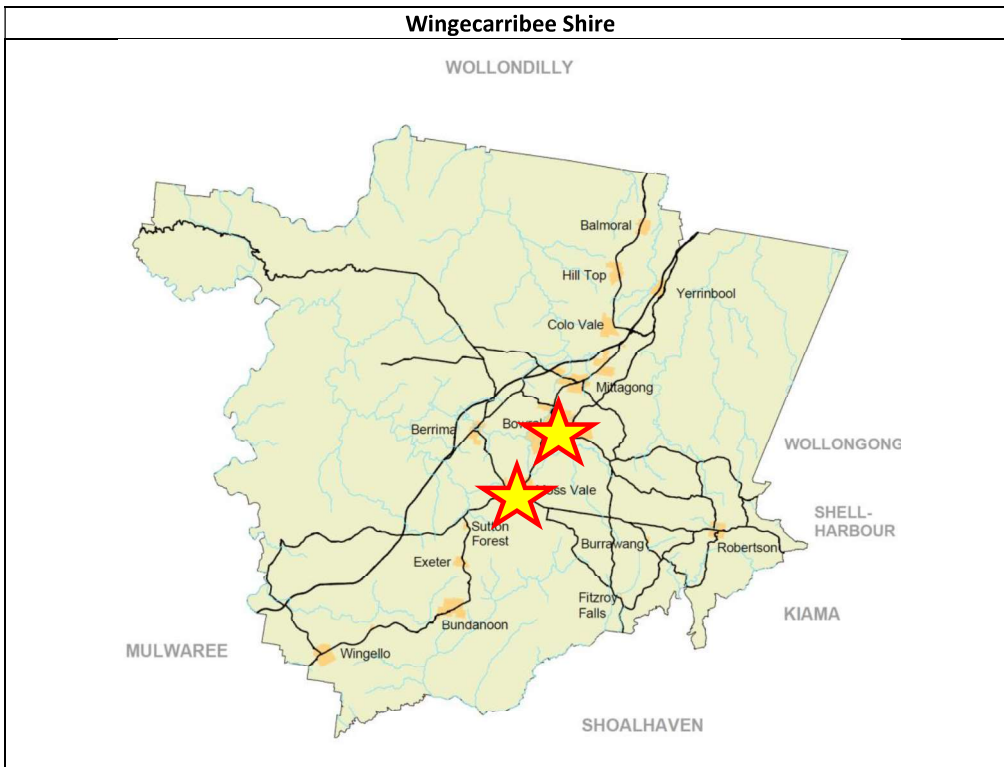 Wingecarribee Shire
WOLLONDILLY
Balmoral
Hill Top
Yerrinbool
Colo Vale
Mittagong
Berrima
WOLLONGONG
Vale
SHELL-
HARBOUR
Sutton
Forest
Burrawang
Robertson
Exeter
Fitzroy
Falls
KIAMA
Bundanoon
MULWAREE
Wingello
SHOALHAVEN